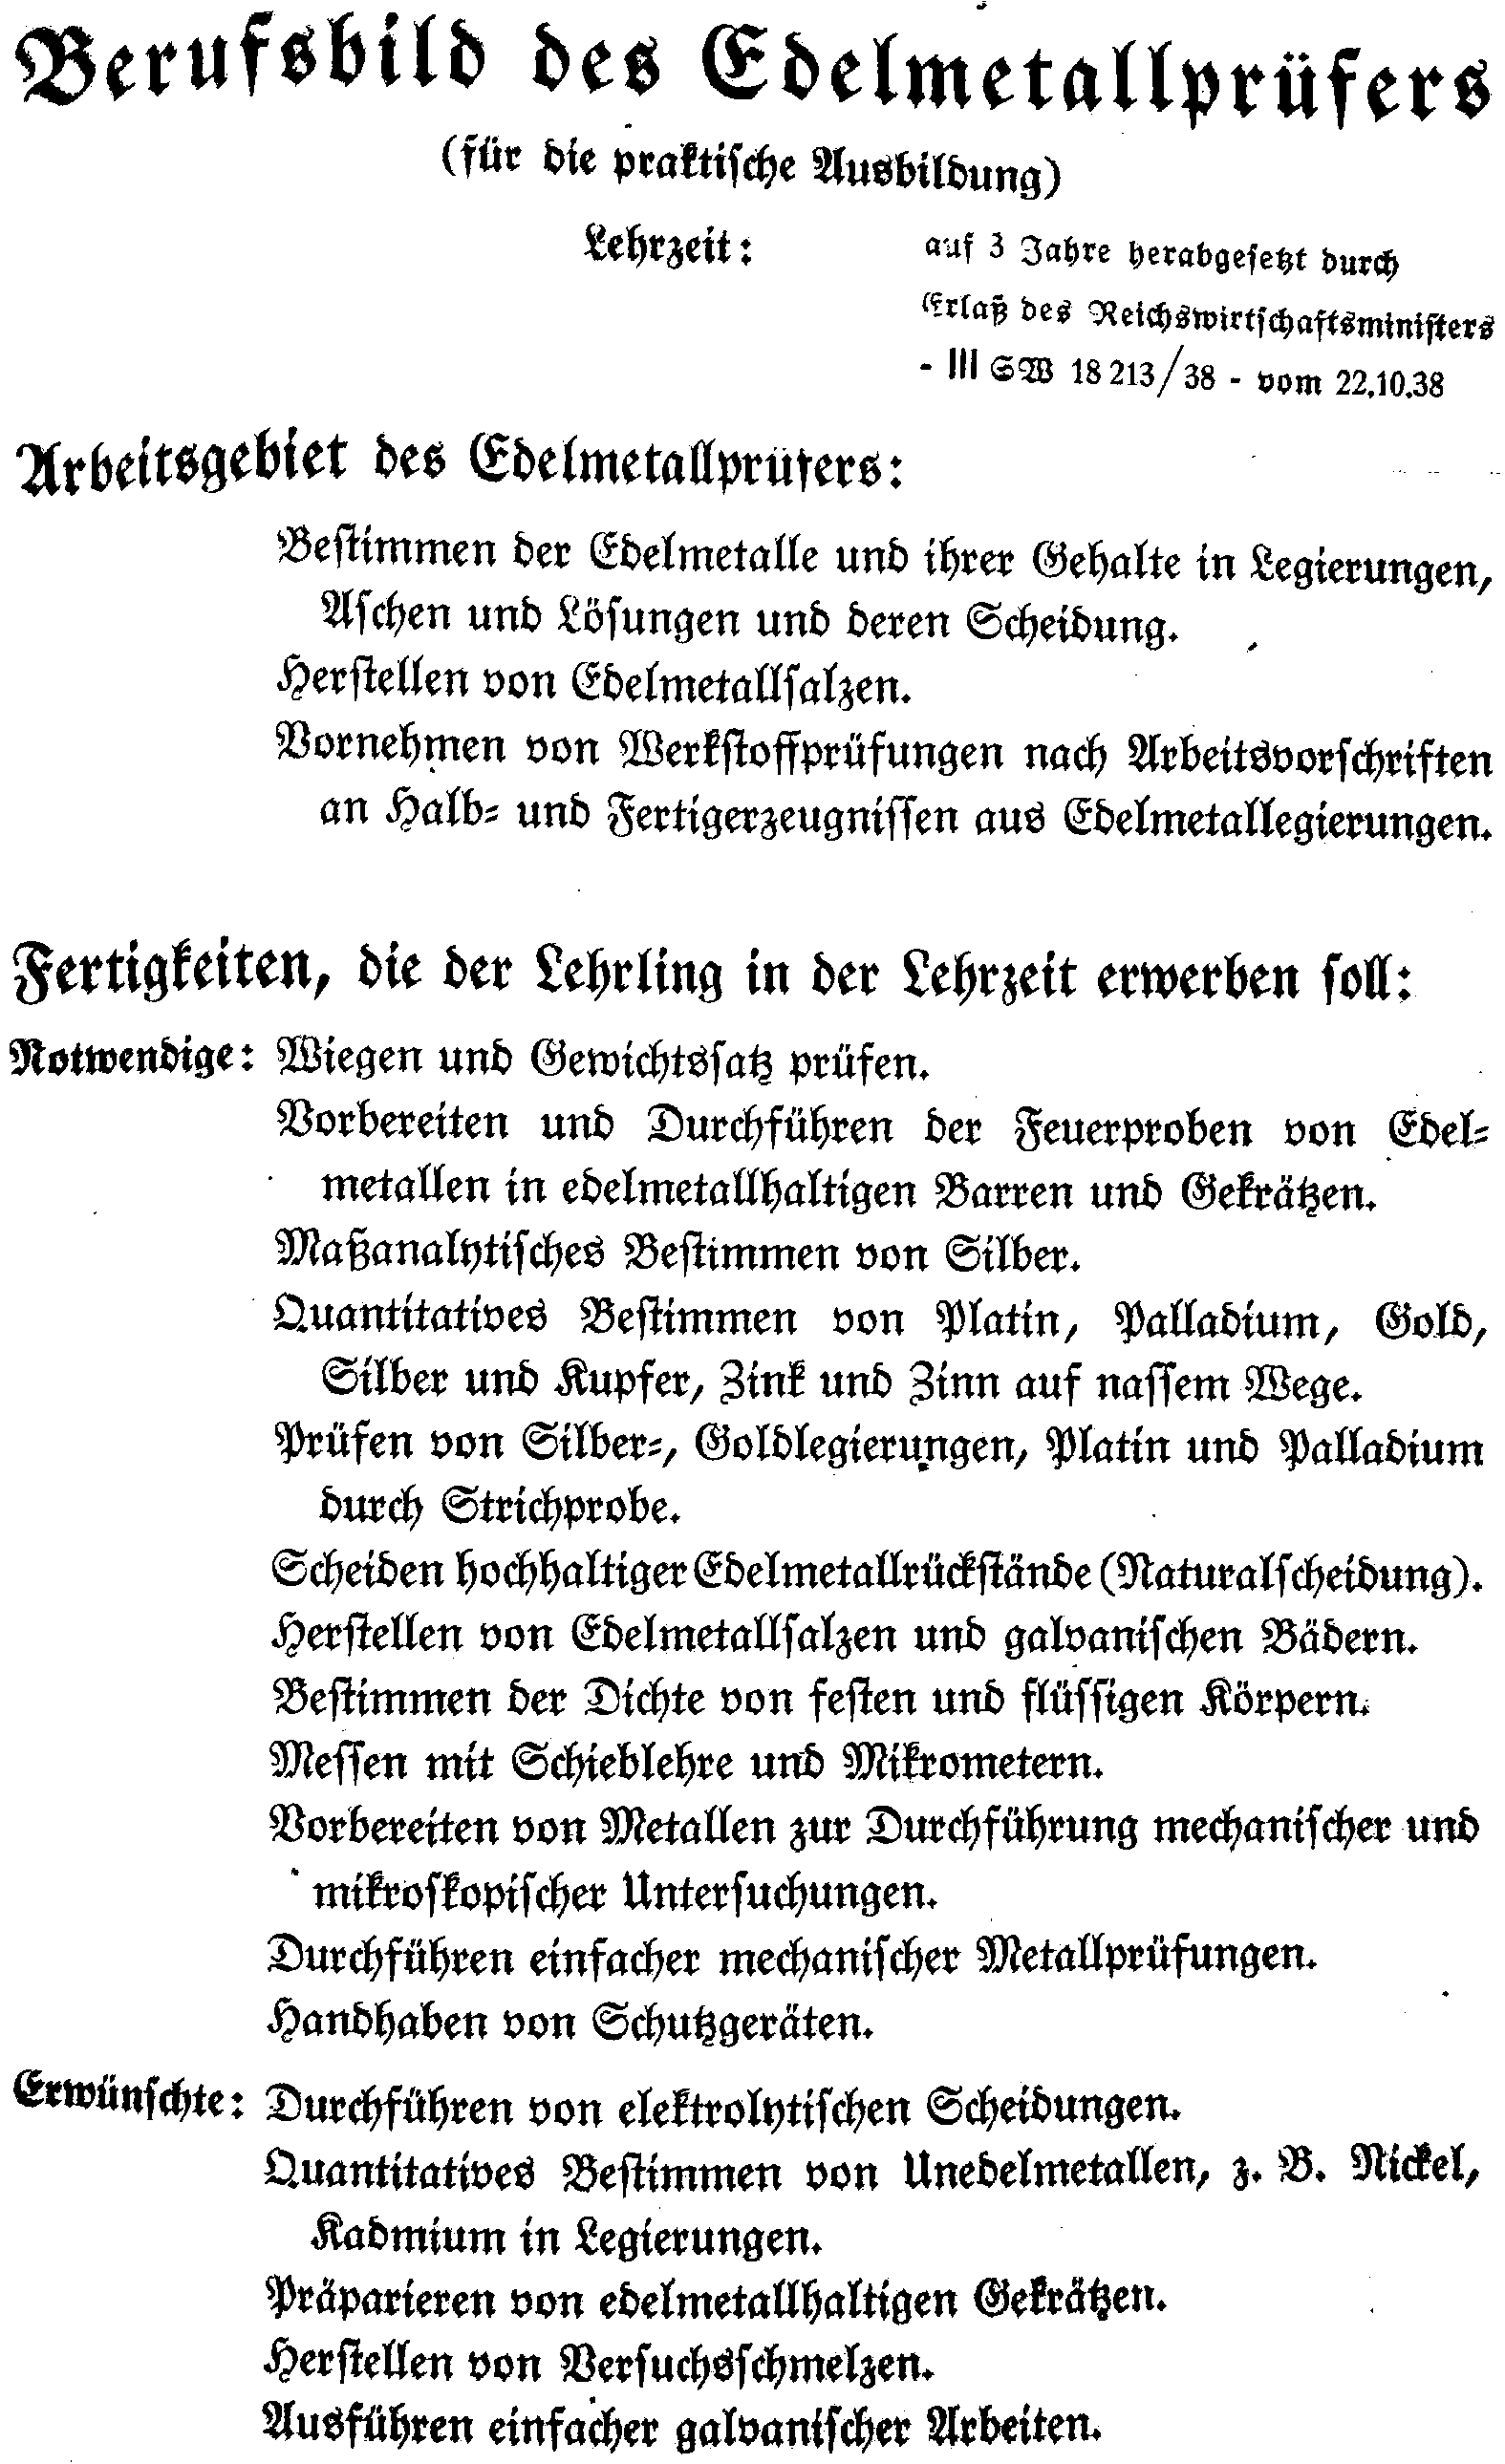 Berufsbild des Edelmetallprüfers
(für die praktische Ausbildung)
Lehrzeit: auf 3 Jahre herabgesetzt durch
Erlaß des Reichswirtschaftsministers
- III SW 18 213/38 - vom 22.10.38
Arbeitsgebiet des Edelmetallprüfers:
Bestimmen der Edelmetalle und ihrer Gehalte in Legierungen,
Aschen und Lösungen und deren Scheidung.
Herstellen von Edelmetallsalzen.
Vornehmen von Werkstoffprüfungen nach Arbeitsvorschriften
an Halb- und Fertigerzeugnissen aus Edelmetallegierungen.
Fertigkeiten, die der Lehrling in der Lehrzeit erwerben soll:
Notwendige: Wiegen und Gewichtssatz prüfen.
Vorbereiten und Durchführen der Feuerproben von Edel-
metallen in edelmetallhaltigen Barren und Gekrätzen.
Maßanalytisches Bestimmen von Silber.
Quantitatives Bestimmen von Platin, Palladium, Gold,
Silber und Kupfer, Zink und Zinn auf nassem Wege.
Prüfen von Silber-, Goldlegierungen, Platin und Palladium
durch Strichprobe.
Scheiden hochhaltiger Edelmetallrückstände (Naturalscheidung).
Herstellen von Edelmetallsalzen und galvanischen Bädern.
Bestimmen der Dichte von festen und flüssigen Körpern.
Messen mit Schieblehre und Mikrometern.
Vorbereiten von Metallen zur Durchführung mechanischer und
mikroskopischer Untersuchungen.
Durchführen einfacher mechanischer Metallprüfungen.
Handhaben von Schutzgeräten.
Erwünschte: Durchführen von elektrolytischen Scheidungen.
Quantitatives Bestimmen von Unedelmetallen, z. B. Nickel,
Kadmium in Legierungen.
Präparieren von edelmetallhaltigen Gekrätzen.
Herstellen von Versuchsschmelzen.
Ausführen einfacher galvanischer Arbeiten.